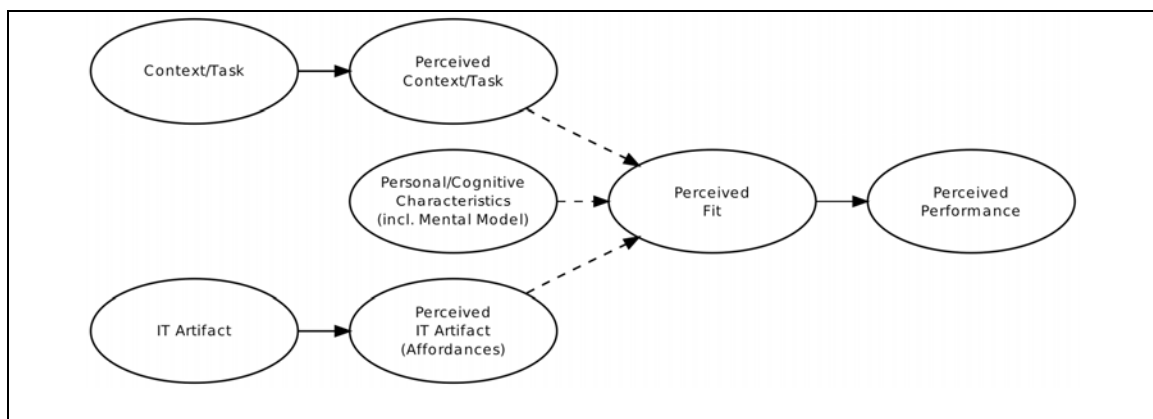 Context/Task
Perceived
Context/Task
Personal/Cognitive
Characteristics
(incl. Mental Model)
Perceived
Fit
Perceived
Performance
IT Artifact
Perceived
IT Artifact
(Affordances)